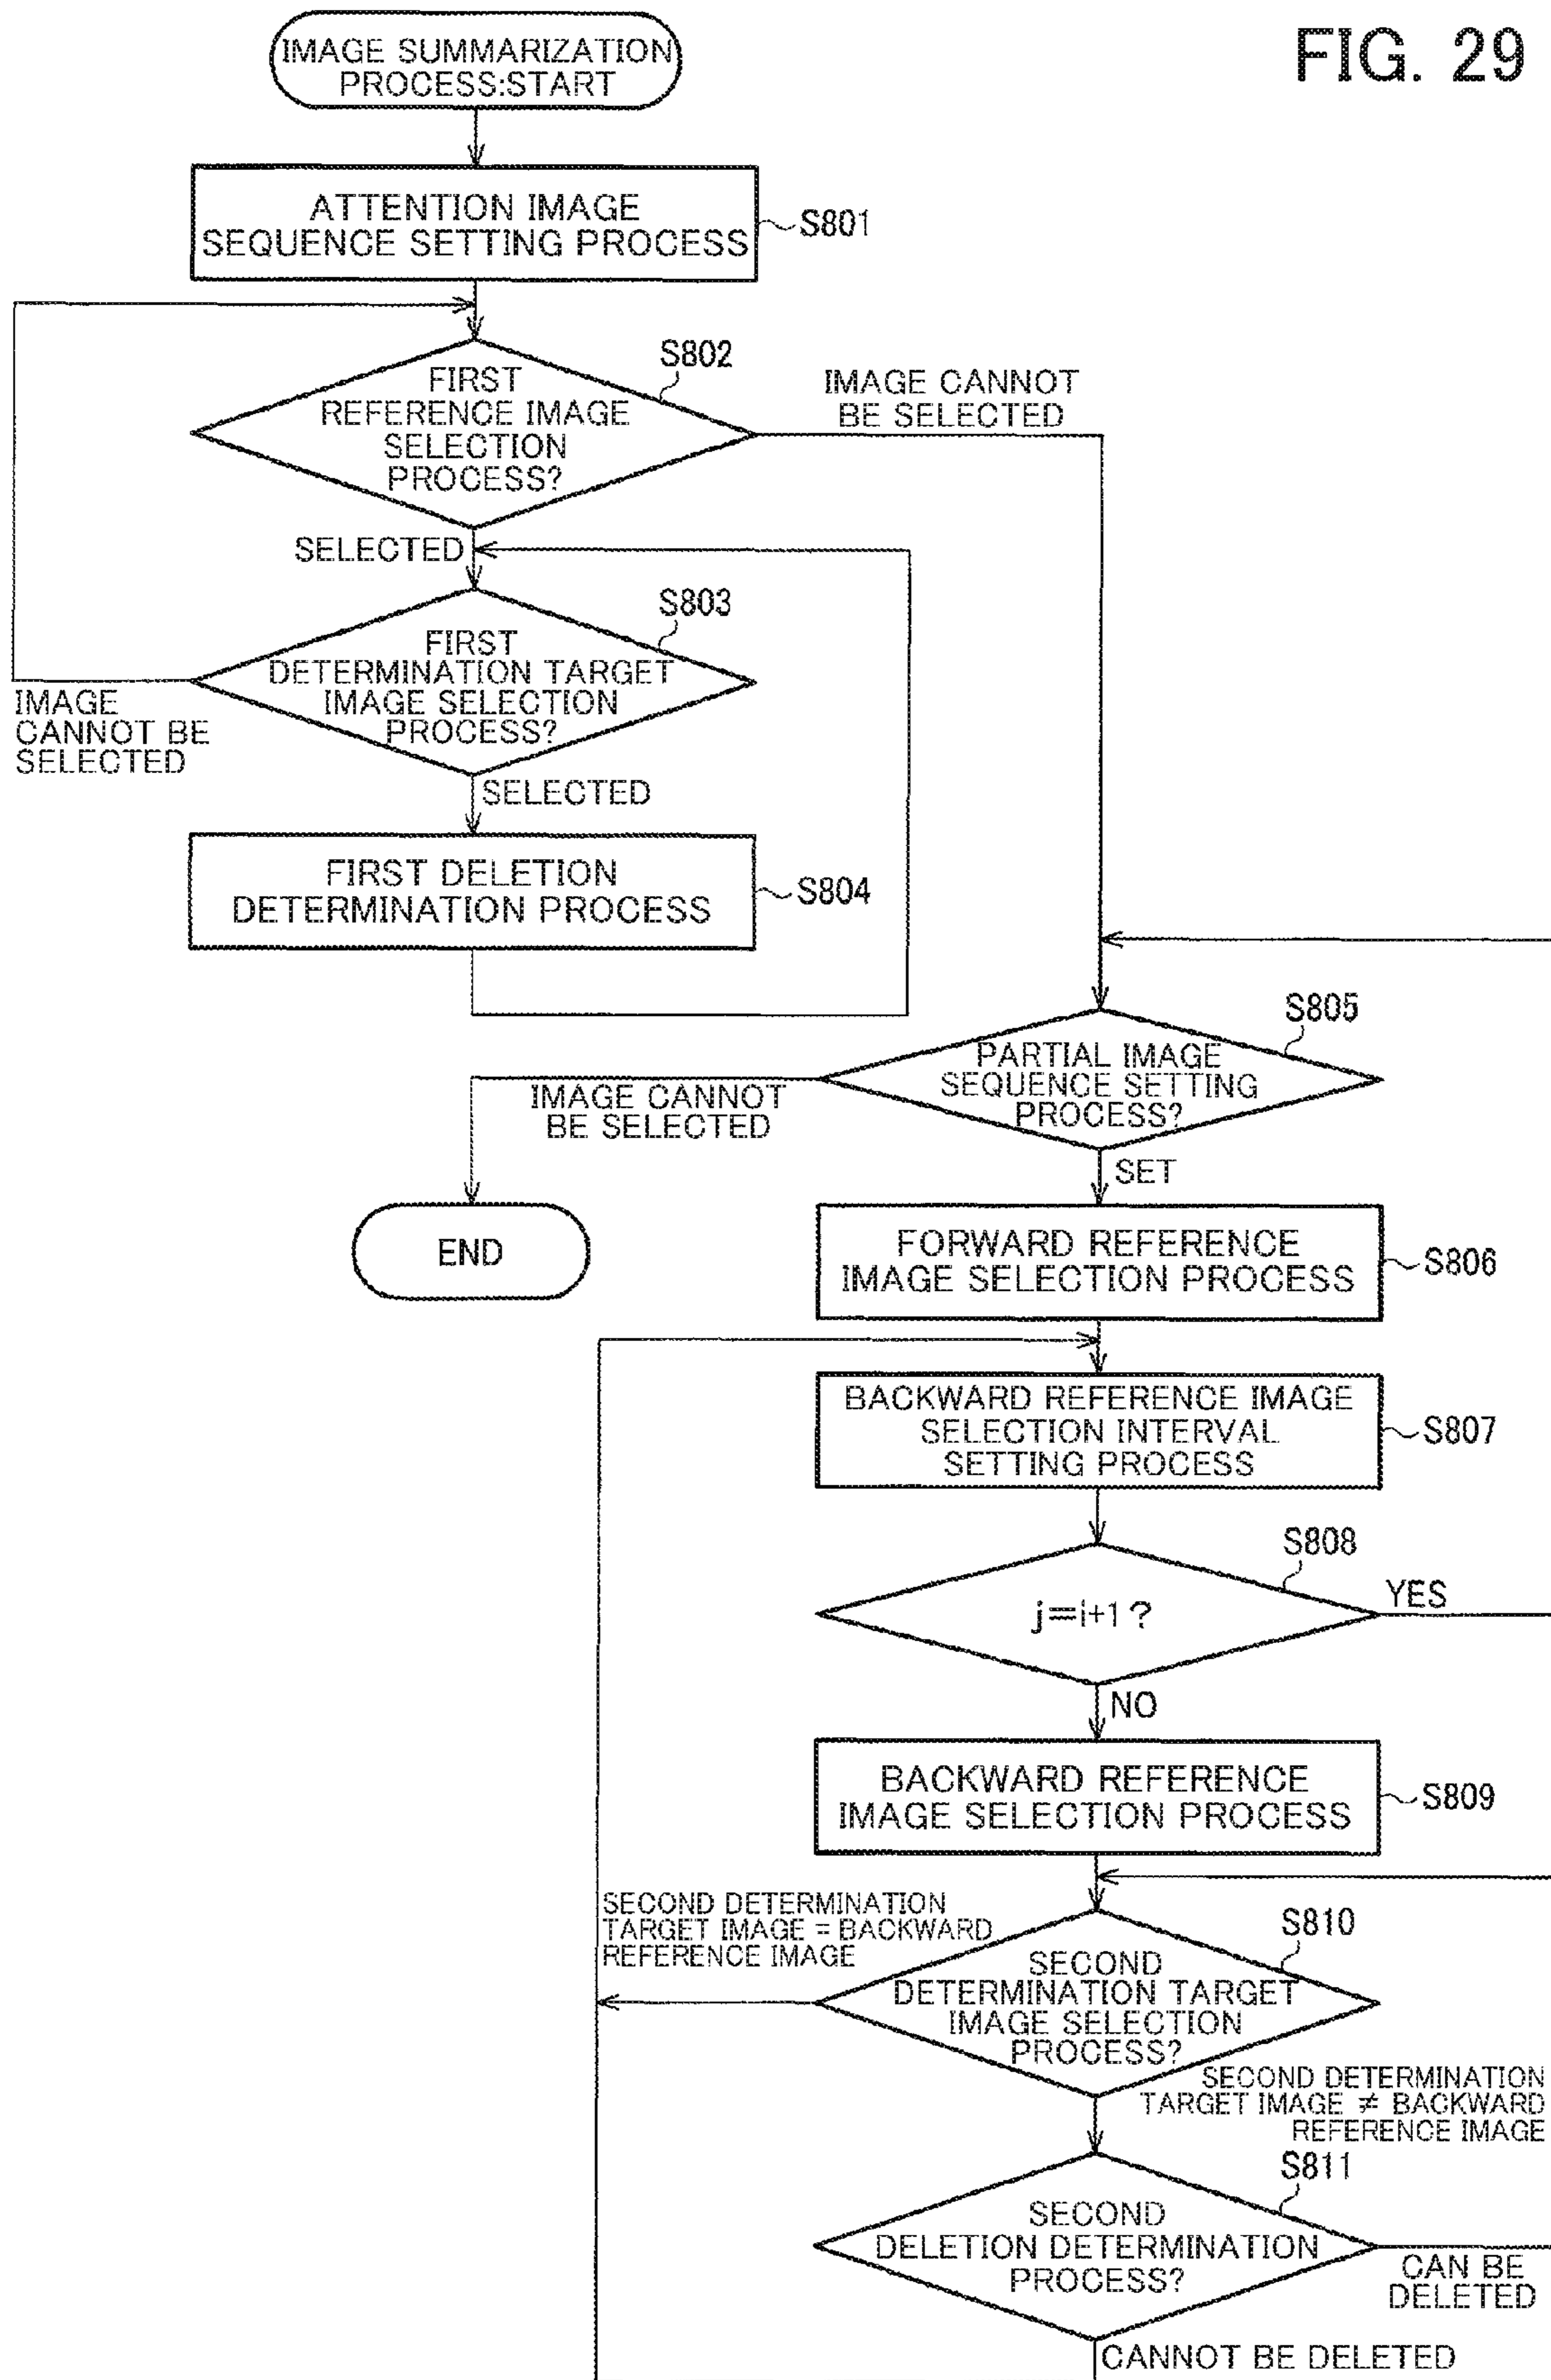 FIG. 29
IMAGE SUMMARIZATION
PROCESS:START
ATTENTION IMAGE
SEQUENCE SETTING PROCESS
S801
S802
FIRST
REFERENCE IMAGE
SELECTION
PROCESS?
IMAGE CANNOT
BE SELECTED
SELECTED
S803
FIRST
DETERMINATION TARGET
IMAGE SELECTION
PROCESS?
IMAGE
CANNOT BE
SELECTED
SELECTED
FIRST DELETION
DETERMINATION PROCESS
S804
S805
PARTIAL IMAGE
SEQUENCE SETTING
PROCESS?
IMAGE CANNOT
BE SELECTED
SET
END
FORWARD REFERENCE
IMAGE SELECTION PROCESS
S806
BACKWARD REFERENCE IMAGE
SELECTION INTERVAL
SETTING PROCESS
S807
S808
j=i+1?
YES
NO
BACKWARD REFERENCE
IMAGE SELECTION PROCESS
S809
SECOND DETERMINATION
TARGET IMAGE = BACKWARD
REFERENCE IMAGE
S810
SECOND
DETERMINATION TARGET
IMAGE SELECTION
PROCESS?
SECOND DETERMINATION
TARGET IMAGE ≠ BACKWARD
REFERENCE IMAGE
S811
SECOND
DELETION DETERMINATION
PROCESS?
CAN BE
DELETED
CANNOT BE DELETED